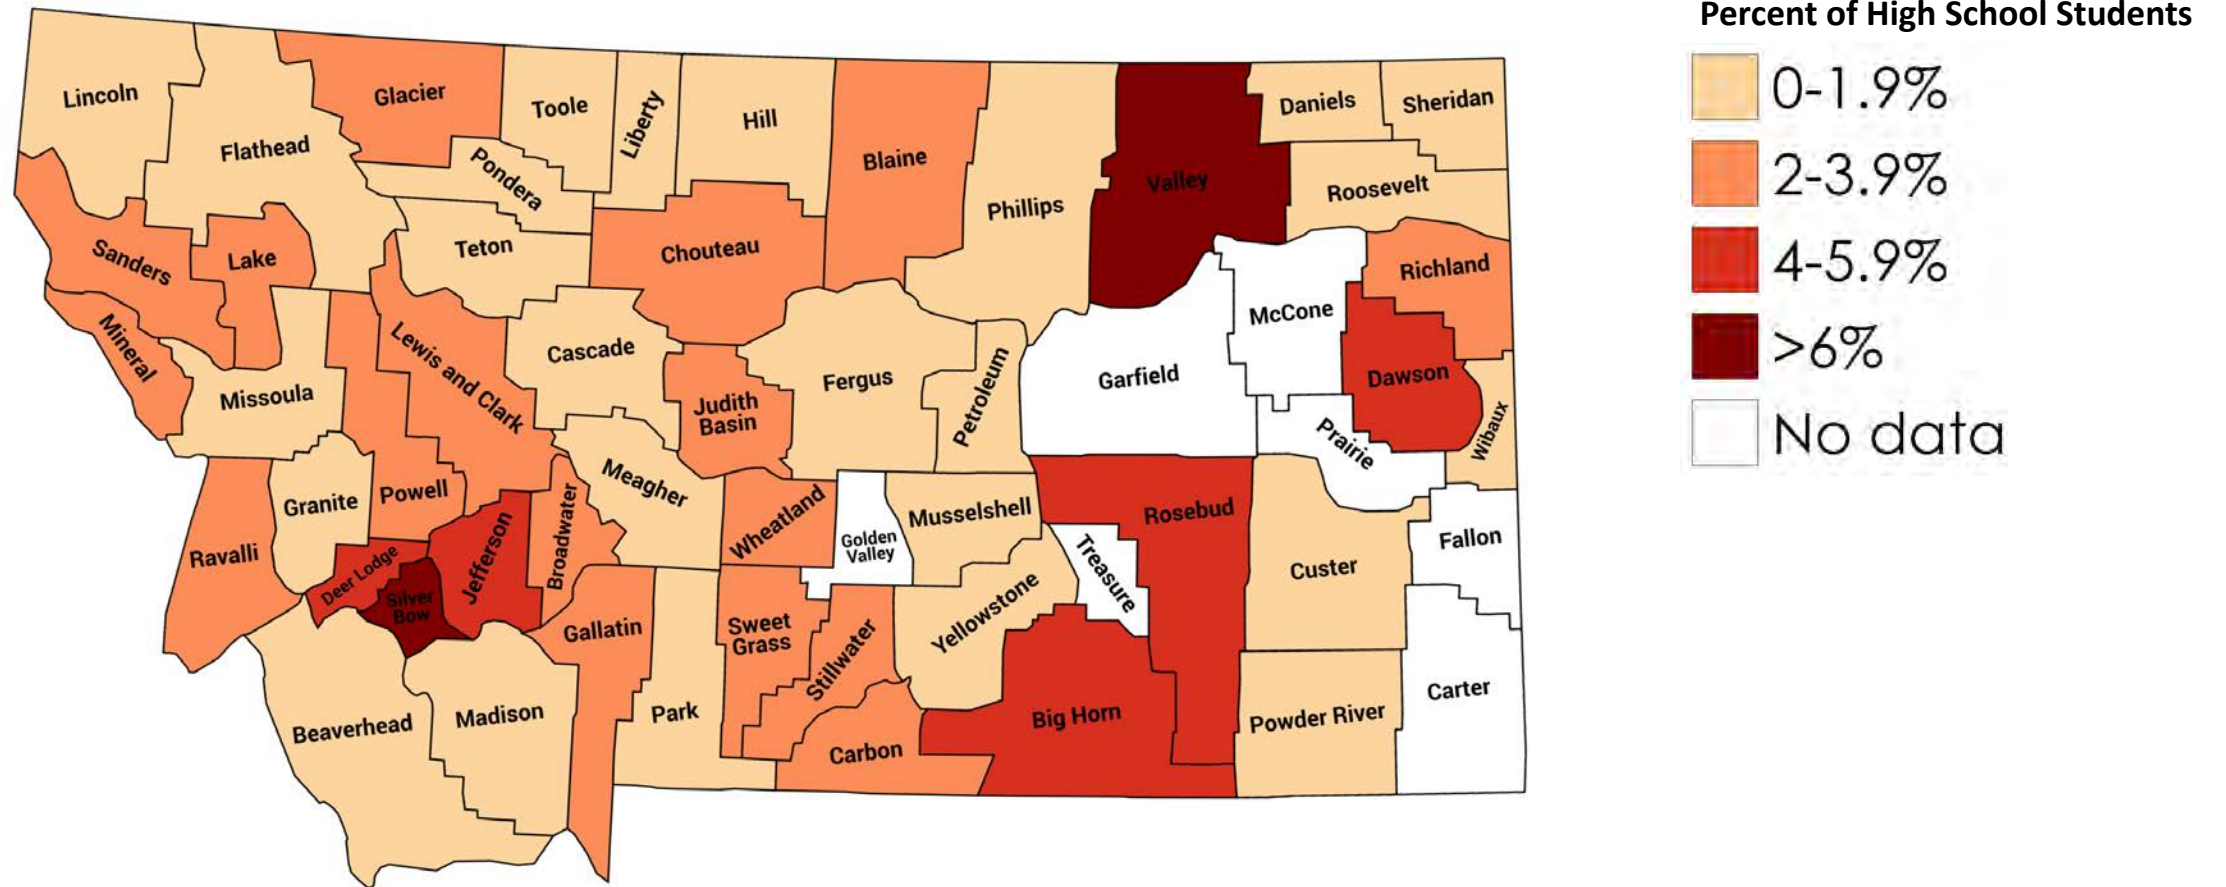 Percent of High School Students
0-1.9%
2-3.9%
4-5.9%
>6%
No data
Lincoln
Flathead
Glacier
Toole
Liberty
Hill
Blaine
Phillips
Valley
Daniels
Sheridan
Roosevelt
Pondera
Teton
Chouteau
Sanders
Lake
Richland
McCone
Mineral
Lewis and Clark
Cascade
Judith
Basin
Fergus
Petroleum
Garfield
Dawson
Prairie
Wibaux
Missoula
Granite
Powell
Meagher
Wheatland
Golden
Valley
Musselshell
Rosebud
Treasure
Custer
Fallon
Ravalli
Deer Lodge
Silver
Bow
Jefferson
Broadwater
Gallatin
Sweet
Grass
Stillwater
Yellowstone
Beaverhead
Madison
Park
Carbon
Big Horn
Powder River
Carter